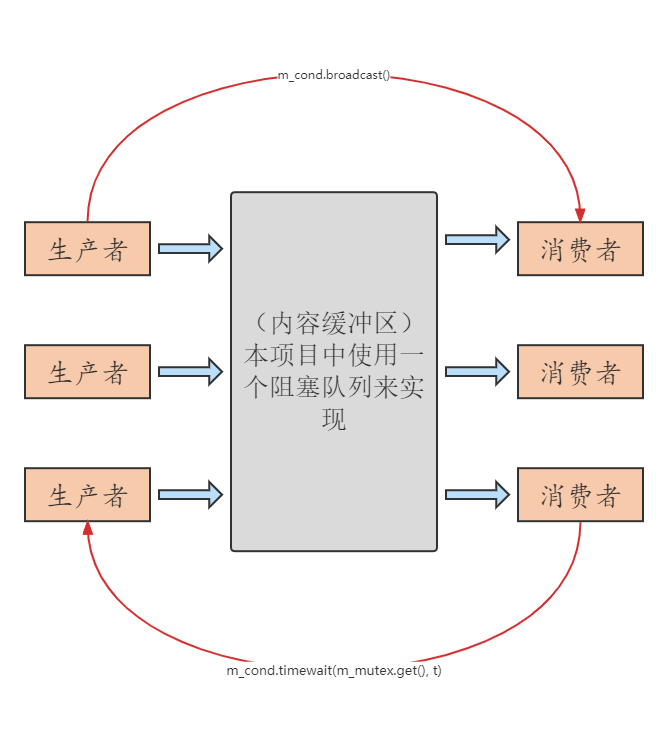 m_cond.broadcast()
生产者
消费者
（内容缓冲区）
本项目中使用一
个阻塞队列来实
现
生产者
消费者
生产者
消费者
m_cond.timewait(m_mutex.get(), t)